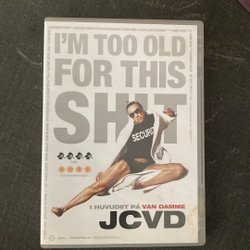 I'M TOO OLD
FOR THIS
SHIT
SECURITY
I HUVUDET PÅ VAN DAMME
JCVD